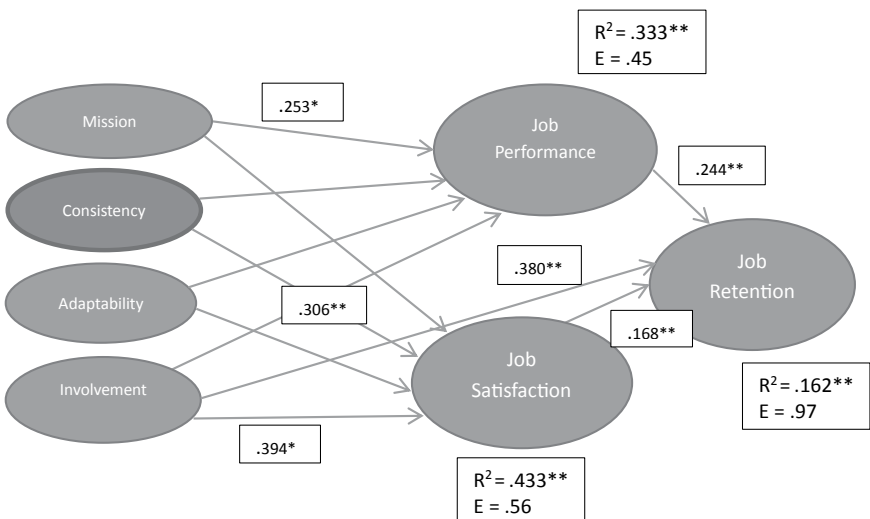 R² = .333**
E = .45
.253*
Mission
Job
Performance
.244**
Consistency
.380**
Job
Retention
Adaptability
.306**
.168**
Involvement
Job
Satisfaction
R² = .162**
E = .97
.394*
R² = .433**
E = .56